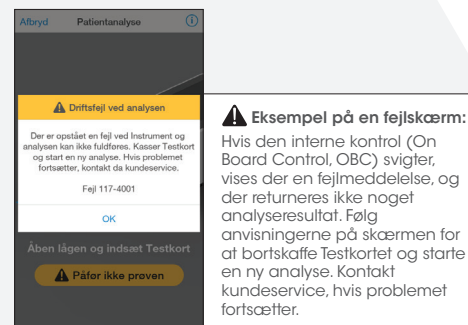 Afbryd Patientanalyse i
Driftsfejl ved analysen
Der er opstået en fejl ved Instrument og
analysen kan ikke fuldføres. Kasser Testkort
og start en ny analyse. Hvis problemet
fortsætter, kontakt da kundeservice.
Fejl 117-4001
OK
Åben lågen og indsæt Testkort
Påfør ikke prøven
Eksempel på en fejlskærm:
Hvis den interne kontrol (On
Board Control, OBC) svigter,
vises der en fejlmeddelelse, og
der returneres ikke noget
analyseresultat. Følg
anvisningerne på skærmen for
at bortskaffe Testkortet og starte
en ny analyse. Kontakt
kundeservice, hvis problemet
fortsætter.